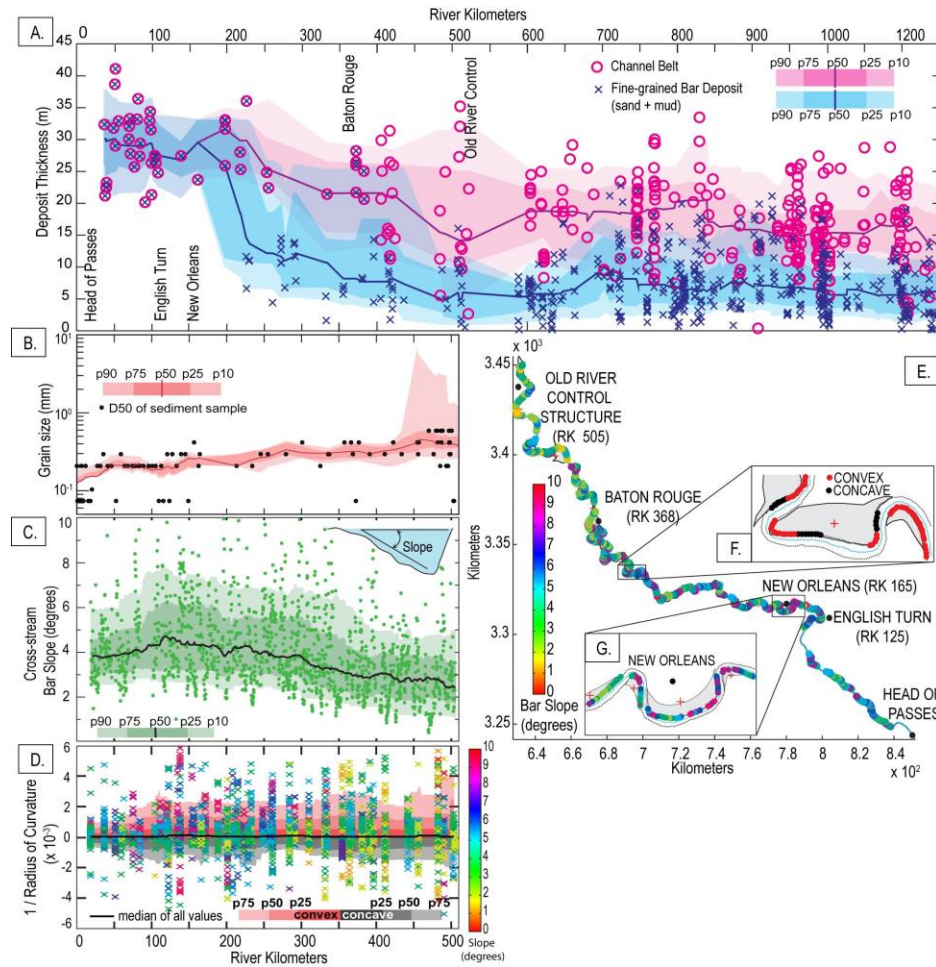 River Kilometers
A.
0 100 200 300 400 500 600 700 800 900 1000 1100 1200
Deposit Thickness (m)
45
40
35
30
25
20
15
10
5
0
Head of Passes
English Turn
New Orleans
Baton Rouge
Old River Control
Channel Belt
Fine-grained Bar Deposit
(sand + mud)
p90 p75 p50 p25 p10
p90 p75 p50 p25 p10
B.
Grain size (mm)
10¹
10⁰
10⁻¹
p90 p75 p50 p25 p10
D50 of sediment sample
C.
Cross-stream
Bar Slope (degrees)
10
8
6
4
2
Slope
p90 p75 p50 p25 p10
D.
1 / Radius of Curvature
(x 10⁻³)
6
4
2
0
-2
-4
-6
median of all values
p75 p50 p25 p25 p50 p75
convex concave
0 100 200 300 400 500
River Kilometers
10
9
8
7
6
5
4
3
2
1
0
Slope
(degrees)
E.
x 10³
3.45
3.4
3.35
3.3
3.25
Kilometers
OLD RIVER
CONTROL
STRUCTURE
(RK 505)
BATON ROUGE
(RK 368)
NEW ORLEANS (RK 165)
ENGLISH TURN
(RK 125)
HEAD OF
PASSES
10
9
8
7
6
5
4
3
2
1
0
Bar Slope
(degrees)
F.
CONVEX
CONCAVE
G.
NEW ORLEANS
6.4 6.6 6.8 7 7.2 7.4 7.6 7.8 8 8.2 8.4
Kilometers
x 10²